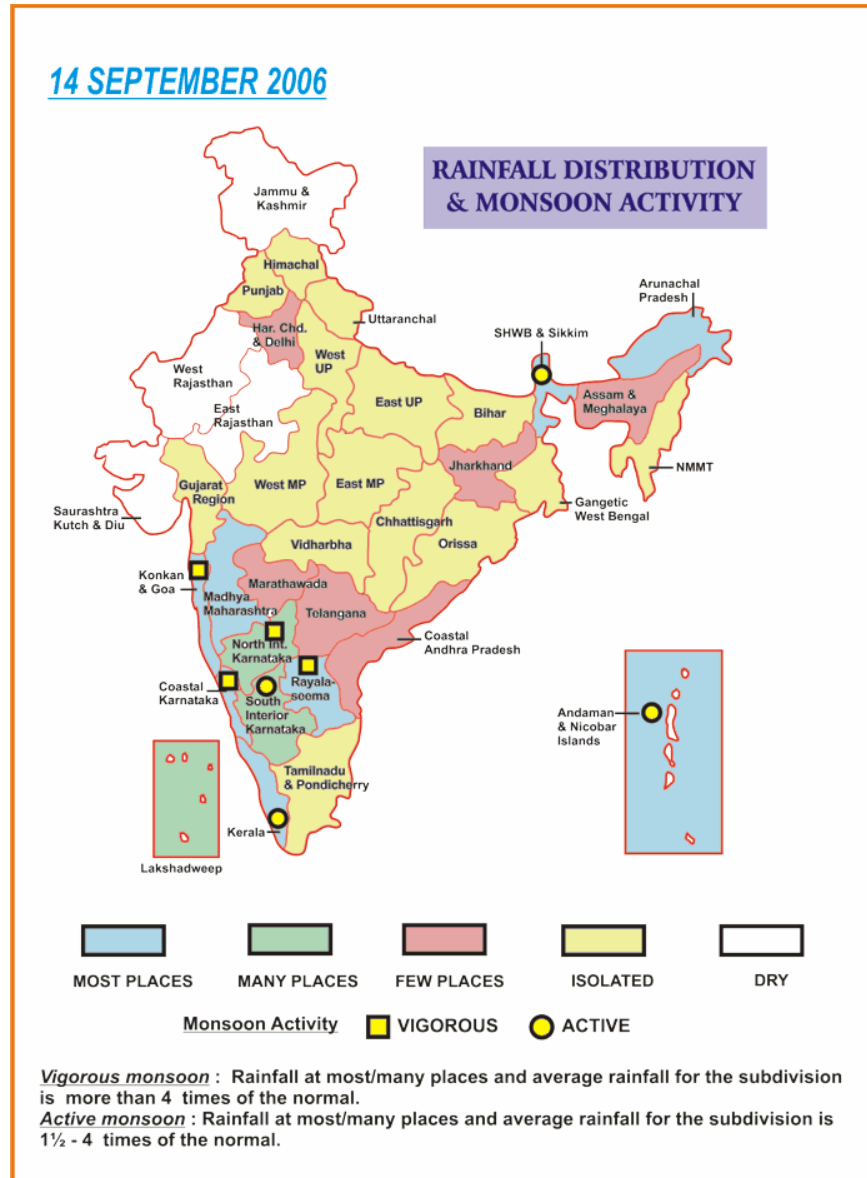 14 SEPTEMBER 2006
RAINFALL DISTRIBUTION
& MONSOON ACTIVITY
Jammu &
Kashmir
Himachal
Punjab
Uttaranchal
Har. Chd.
& Delhi
West
UP
West
Rajasthan
East
Rajasthan
East UP
Bihar
SHWB & Sikkim
Arunachal
Pradesh
Assam &
Meghalaya
NMMT
Jharkhand
Gangetic
West Bengal
Gujarat
Region
West MP
East MP
Chhattisgarh
Orissa
Saurashtra
Kutch & Diu
Vidharbha
Konkan
& Goa
Madhya
Maharashtra
Marathawada
Telangana
Coastal
Andhra Pradesh
North Int.
Karnataka
Rayala-
seema
Coastal
Karnataka
South
Interior
Karnataka
Andaman
& Nicobar
Islands
Tamilnadu
& Pondicherry
Kerala
Lakshadweep
MOST PLACES
MANY PLACES
FEW PLACES
ISOLATED
DRY
Monsoon Activity VIGOROUS ACTIVE
Vigorous monsoon : Rainfall at most/many places and average rainfall for the subdivision
is more than 4 times of the normal.
Active monsoon : Rainfall at most/many places and average rainfall for the subdivision is
1½ - 4 times of the normal.